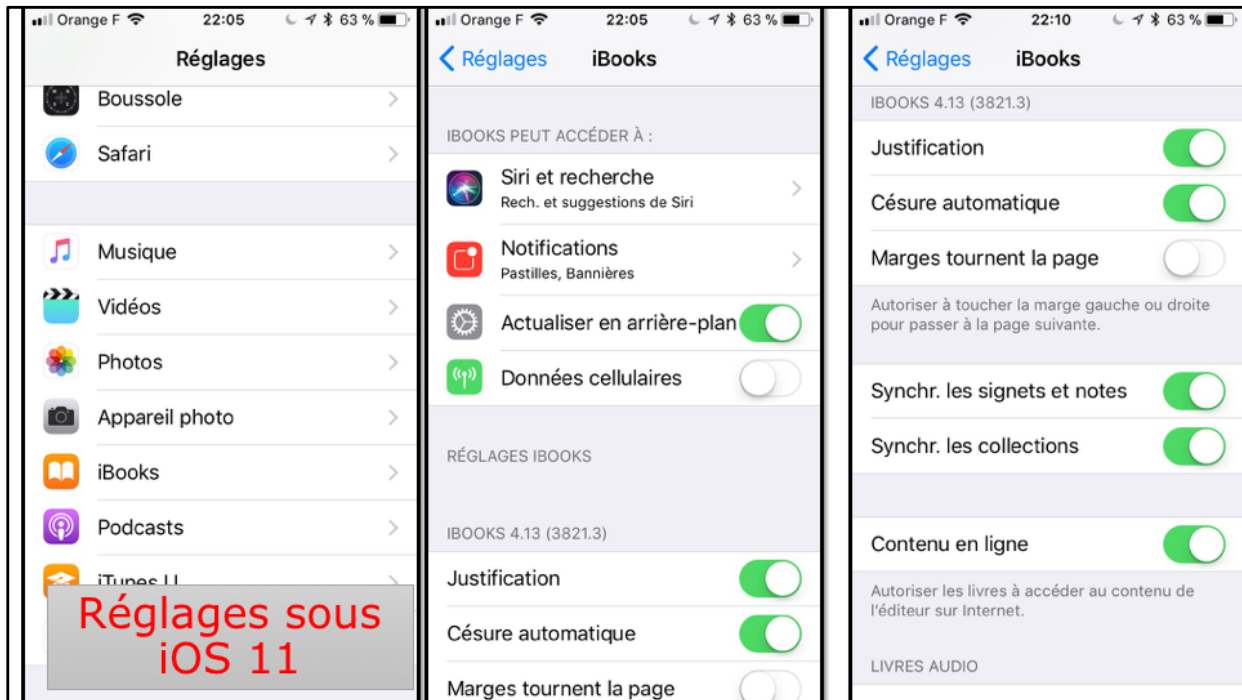 Orange F 22:05 63 %
Réglages
Boussole
Safari
Musique
Vidéos
Photos
Appareil photo
iBooks
Podcasts
iTunes U
Réglages sous
iOS 11
Orange F 22:05 63 %
Réglages iBooks
IBOOKS PEUT ACCÉDER À :
Siri et recherche
Rech. et suggestions de Siri
Notifications
Pastilles, Bannières
Actualiser en arrière-plan
Données cellulaires
RÉGLAGES IBOOKS
IBOOKS 4.13 (3821.3)
Justification
Césure automatique
Marges tournent la page
Orange F 22:10 63 %
Réglages iBooks
IBOOKS 4.13 (3821.3)
Justification
Césure automatique
Marges tournent la page
Autoriser à toucher la marge gauche ou droite
pour passer à la page suivante.
Synchr. les signets et notes
Synchr. les collections
Contenu en ligne
Autoriser les livres à accéder au contenu de
l'éditeur sur Internet.
LIVRES AUDIO